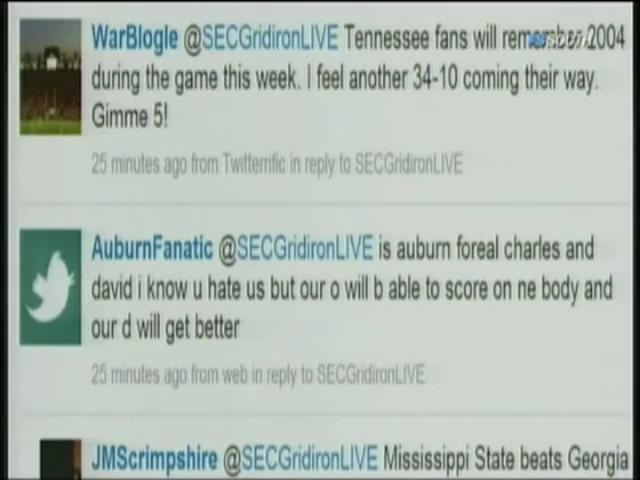 WarBlogle @SECGridironLIVE Tennessee fans will remember 2004
during the game this week. I feel another 34-10 coming their way.
Gimme 5!
25 minutes ago from Twitterrific in reply to SECGridironLIVE
AuburnFanatic @SECGridironLIVE is auburn foreal charles and
david i know u hate us but our o will b able to score on ne body and
our d will get better
25 minutes ago from web in reply to SECGridironLIVE
JMScrimpshire @SECGridironLIVE Mississippi State beats Georgia